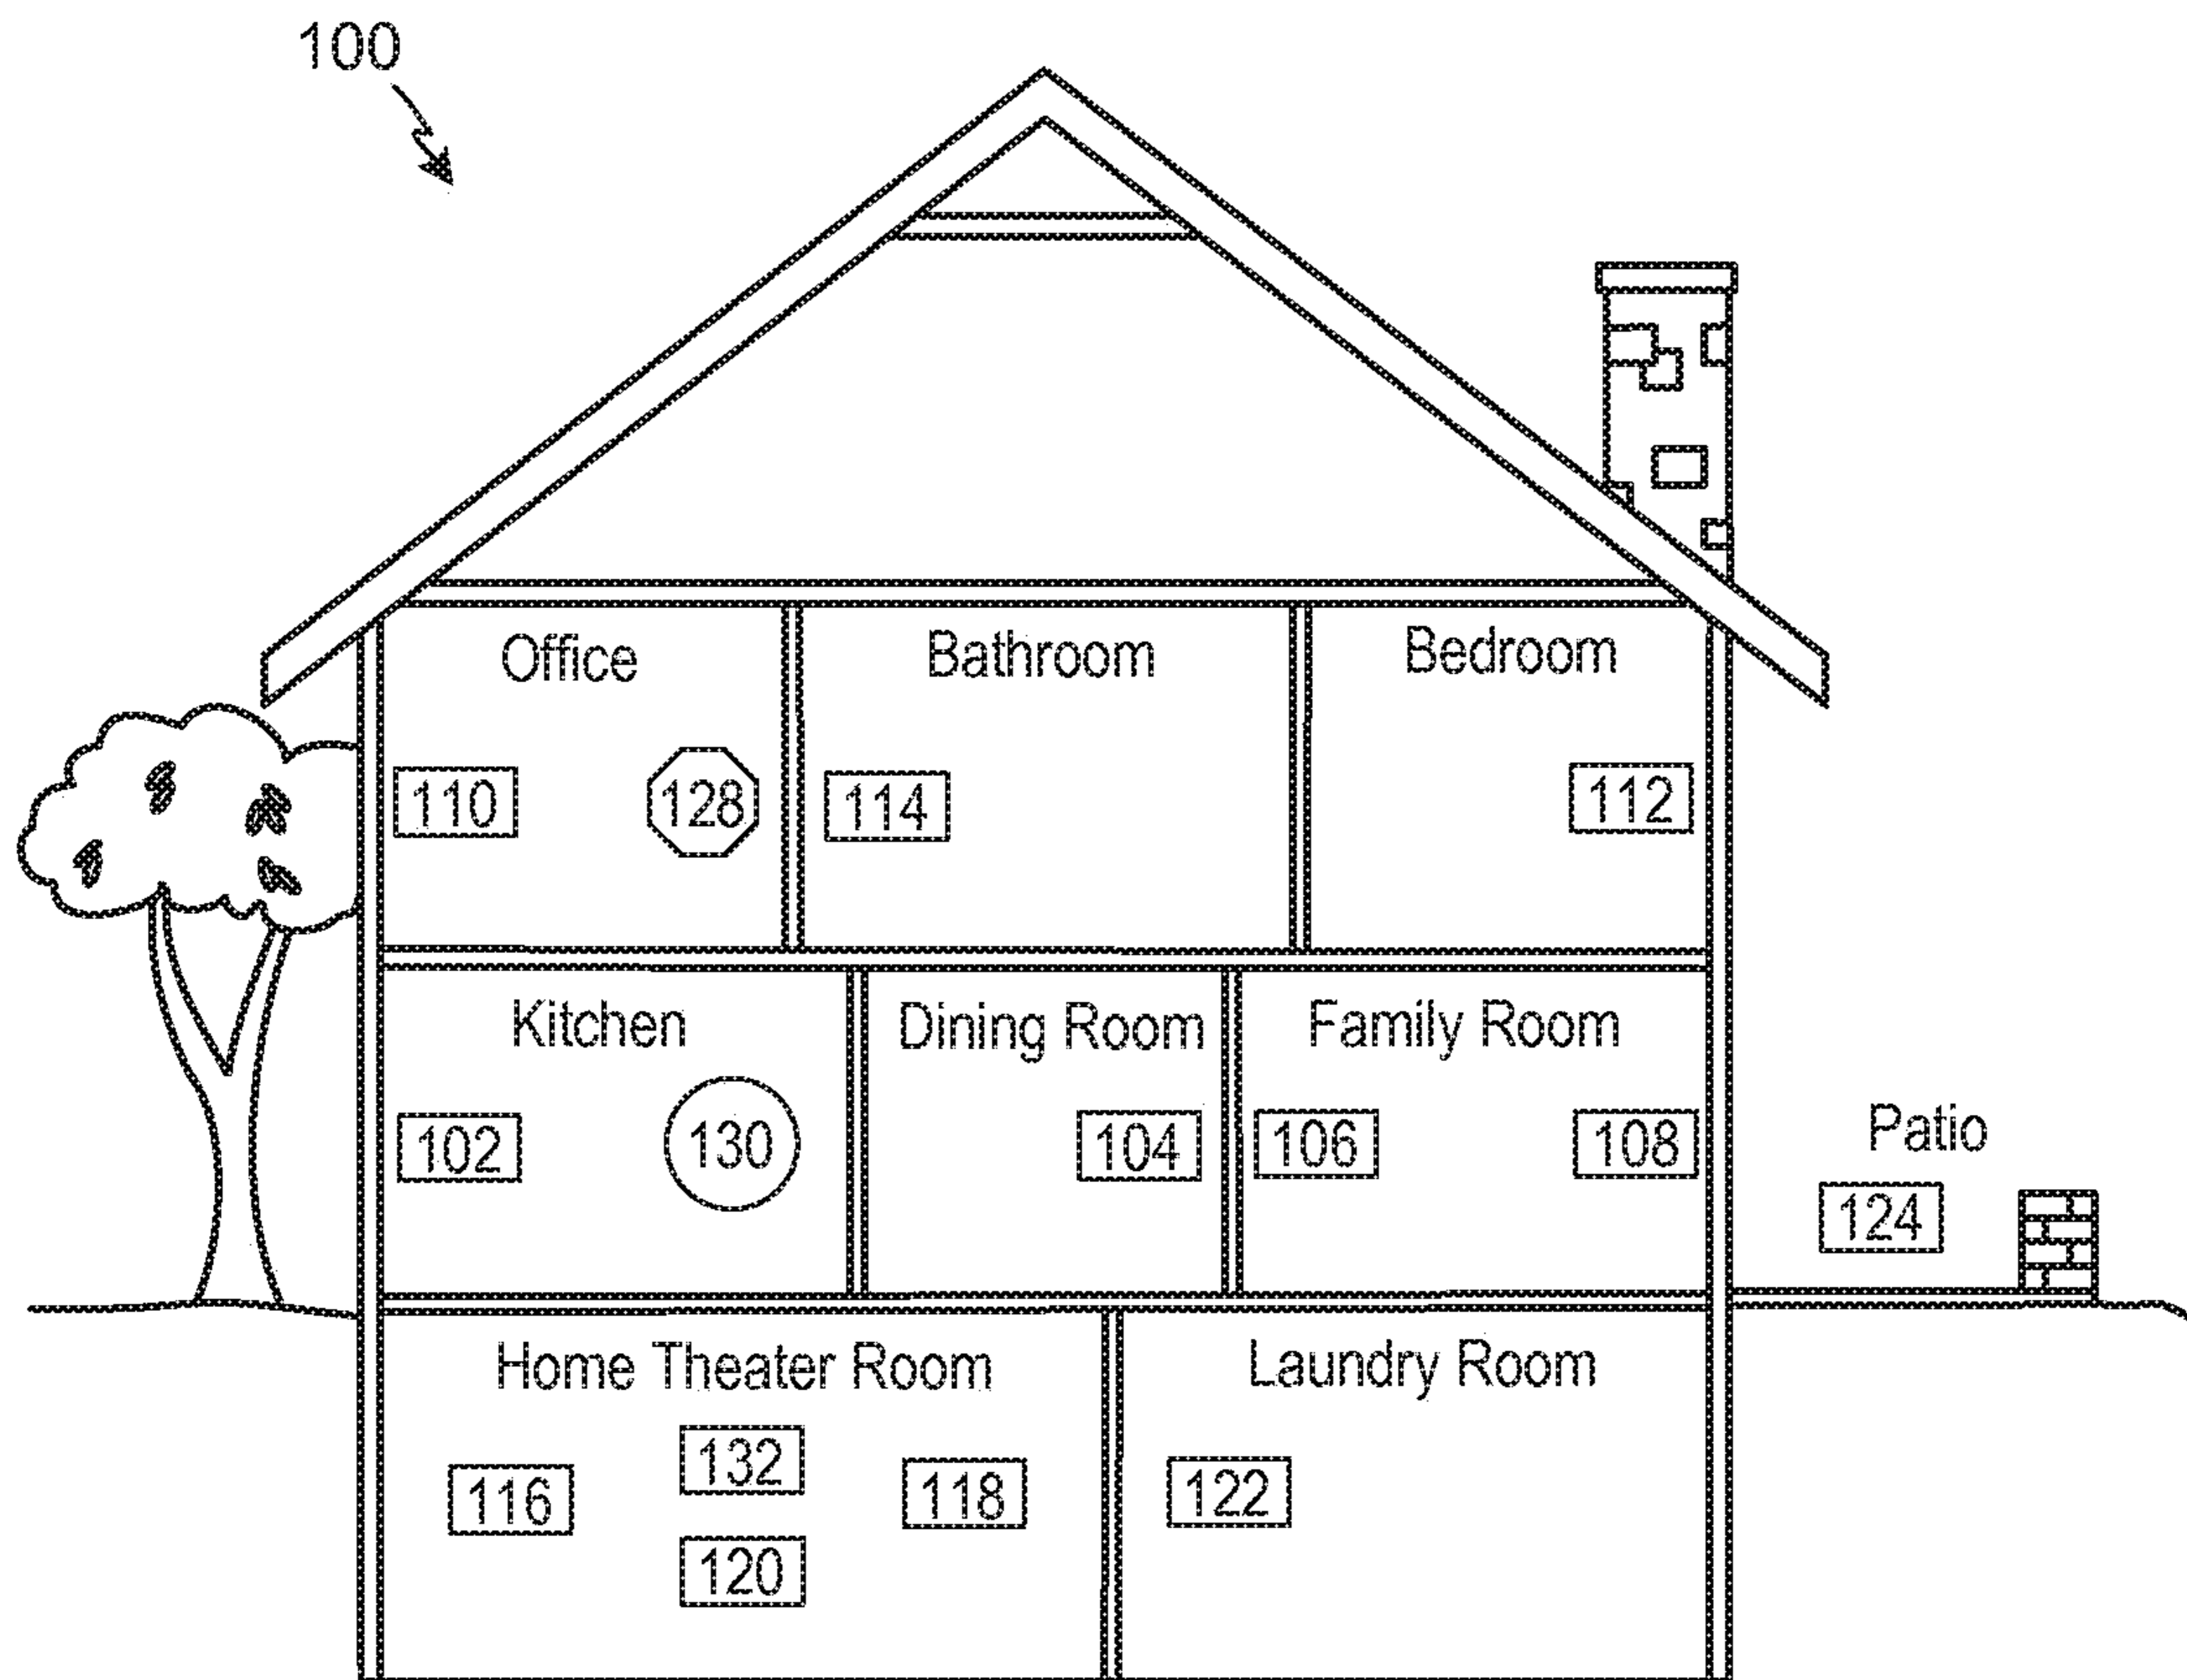 100
Office
Bathroom
Bedroom
110
128
114
112
Kitchen
Dining Room
Family Room
102
130
104
106
108
Patio
124
Home Theater Room
Laundry Room
116
132
118
122
120